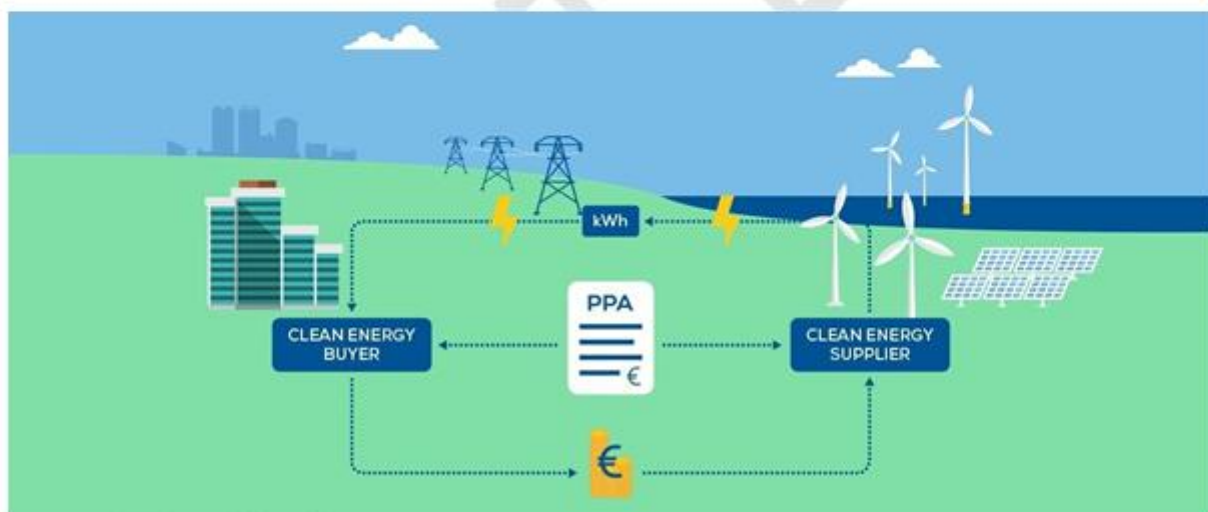 kWh
PPA
€
CLEAN ENERGY
BUYER
CLEAN ENERGY
SUPPLIER
€